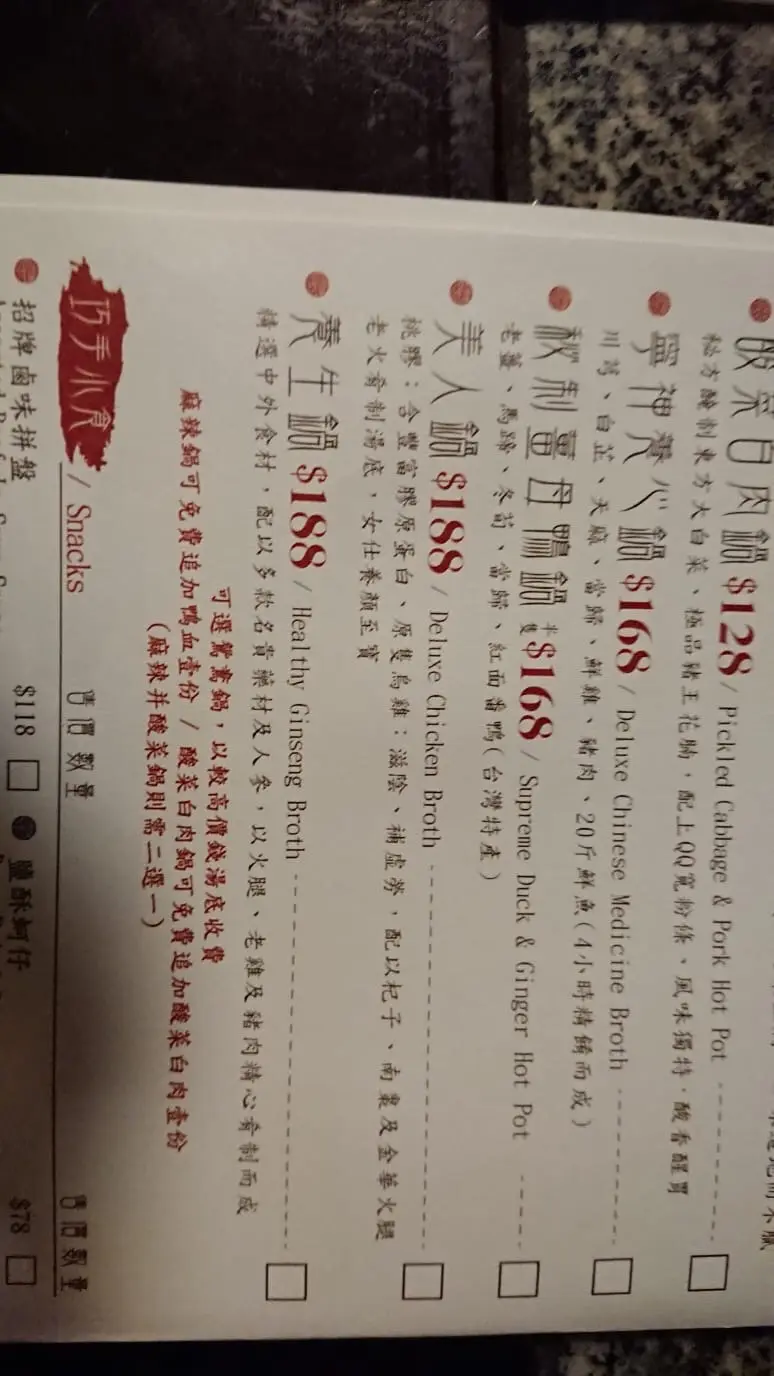 酸菜白肉鍋 $128 / Pickled Cabbage & Pork Hot Pot
秘方醃制東方大白菜、極品豬王花腩，配上QQ寬粉條、風味獨特，酸香醒胃
寧神養心鍋 $168 / Deluxe Chinese Medicine Broth
川芎、白芷、天麻、當歸、鮮雞、豬肉、20斤鮮魚(4小時精餚而成)
秘制薑母鴨鍋 半隻 $168 / Supreme Duck & Ginger Hot Pot
老薑、馬蹄、冬菇、當歸、紅面番鴨(台灣特產)
美人鍋 $188 / Deluxe Chicken Broth
桃膠：含豐富膠原蛋白、原隻烏雞：滋陰、補虛勞，配以杞子、南棗及金華火腿
老火餚制湯底，女仕養顏至寶
養生鍋 $188 / Healthy Ginseng Broth
精選中外食材，配以多款名貴藥材及人參，以火腿、老雞及豬肉精心餚制而成
可選鴛鴦鍋，以較高價錢湯底收費
麻辣鍋可免費追加鴨血壹份 / 酸菜白肉鍋可免費追加酸菜白肉壹份
(麻辣并酸菜鍋則需二選一)
巧手小食 / Snacks 售價 數量 售價 數量
招牌鹵味拼盤 $118 鹽酥蚵仔 $78